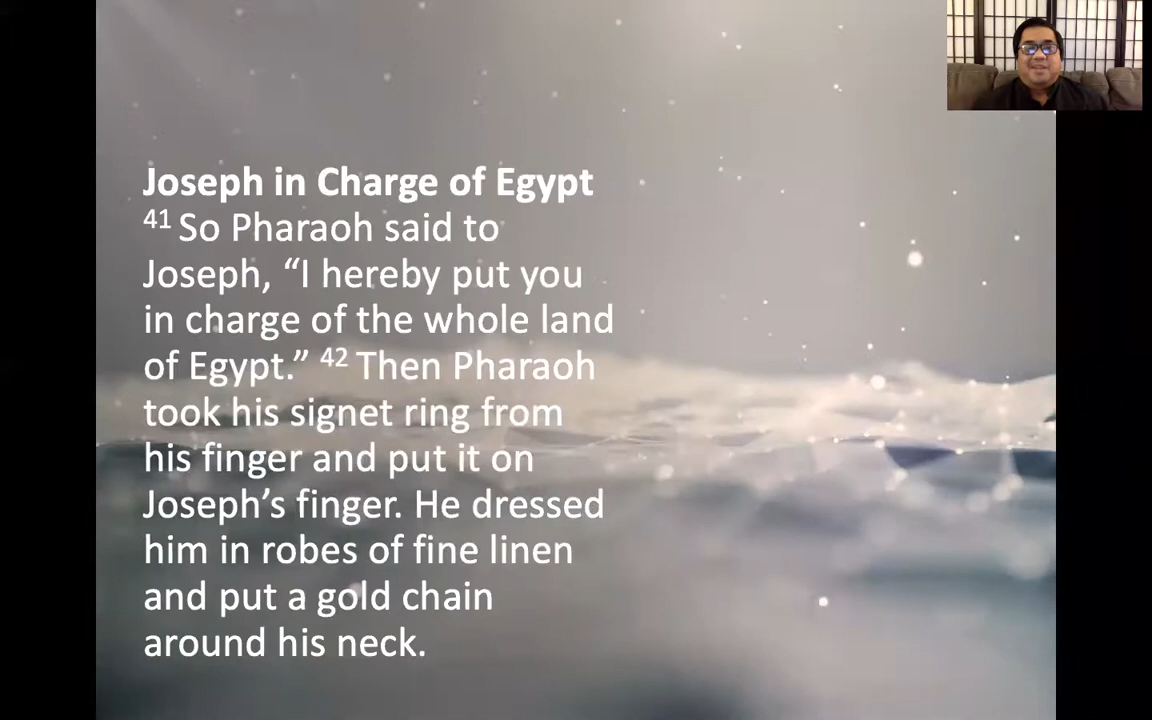 Joseph in Charge of Egypt
41 So Pharaoh said to
Joseph, “I hereby put you
in charge of the whole land
of Egypt.” 42 Then Pharaoh
took his signet ring from
his finger and put it on
Joseph’s finger. He dressed
him in robes of fine linen
and put a gold chain
around his neck.